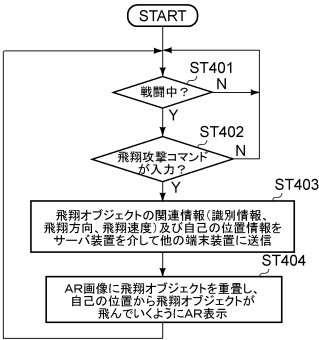 START
ST401
戦闘中？
N
Y
ST402
飛翔攻撃コマンド
が入力？
N
Y
ST403
飛翔オブジェクトの関連情報(識別情報、
飛翔方向、飛翔速度)及び自己の位置情報を
サーバ装置を介して他の端末装置に送信
ST404
AR画像に飛翔オブジェクトを重畳し、
自己の位置から飛翔オブジェクトが
飛んでいくようにAR表示